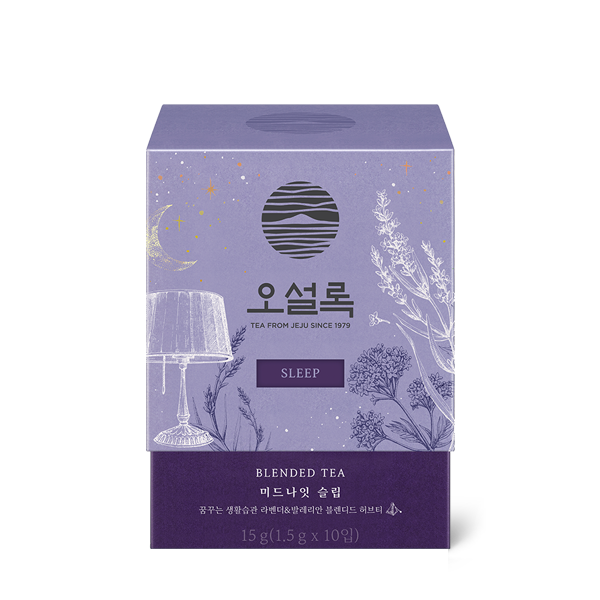 오설록
TEA FROM JEJU SINCE 1979
SLEEP
BLENDED TEA
미드나잇 슬립
꿈꾸는 생활습관 라벤더&발레리안 블렌디드 허브티
15 g(1.5 g x 10입)